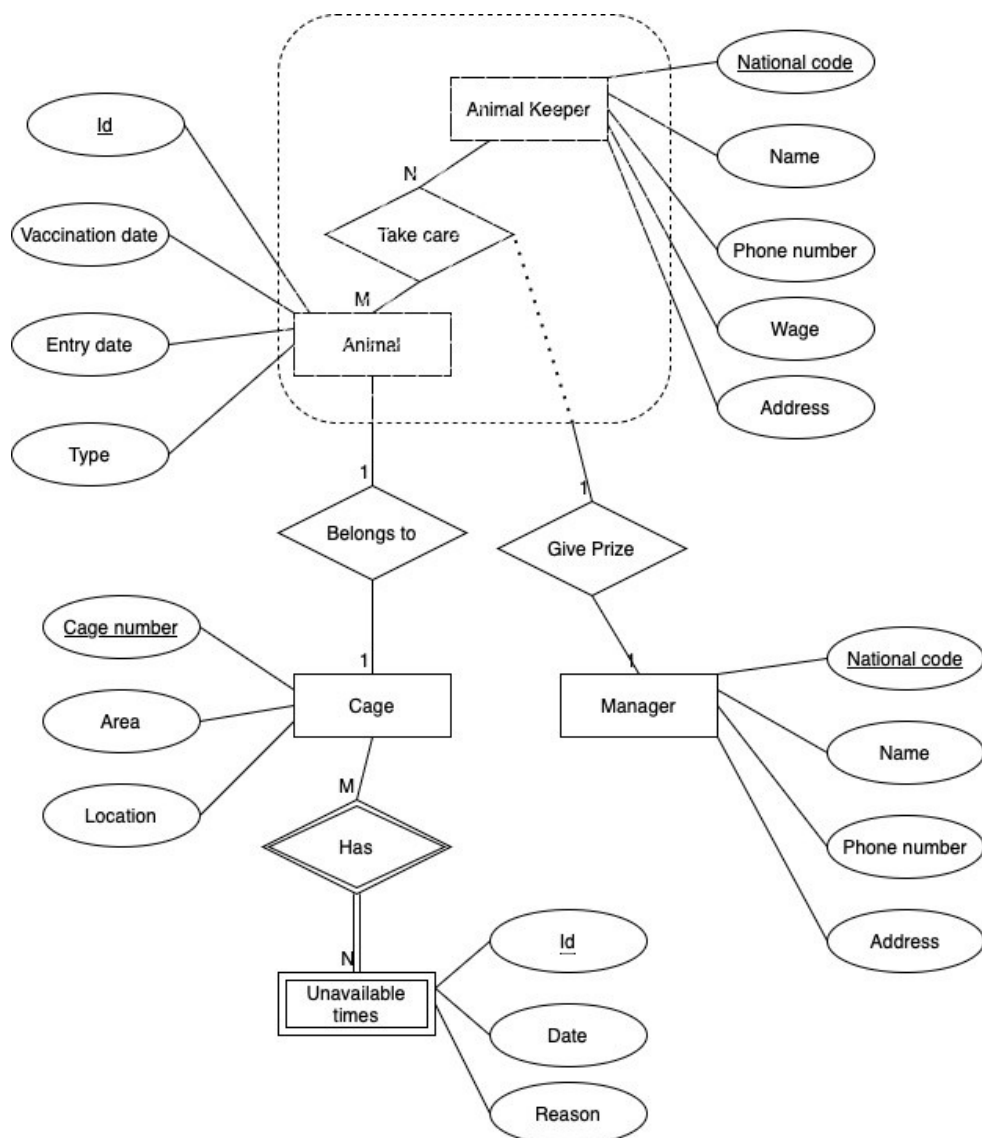 National code
Animal Keeper
Id
Name
N
Vaccination date
Take care
Phone number
M
Wage
Entry date
Animal
Address
Type
1
1
Belongs to
Give Prize
Cage number
1
1
National code
Cage
Manager
Area
Name
M
Location
Has
Phone number
Id
Address
N
Unavailable
times
Date
Reason